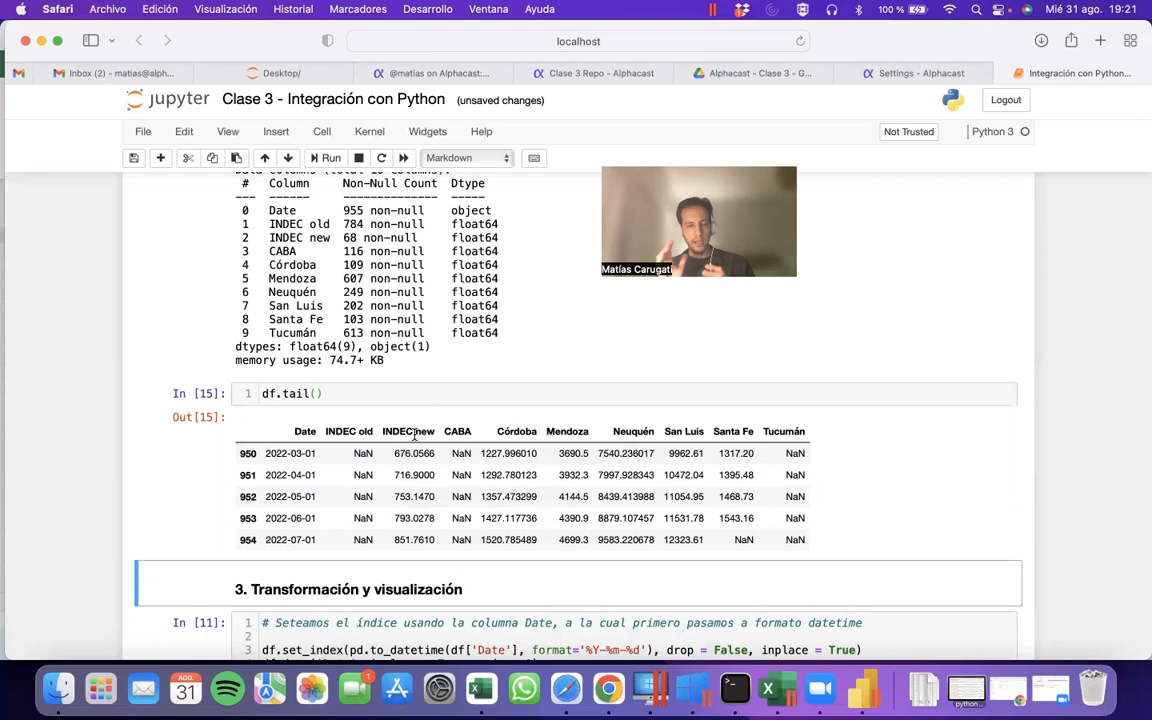 Safari Archivo Edición Visualización Historial Marcadores Desarrollo Ventana Ayuda 100 % Mié 31 ago. 19:21
localhost
Inbox (2) - matias@alph... Desktop/ @matias on Alphacast:... Clase 3 Repo - Alphacast Alphacast - Clase 3 - G... Settings - Alphacast Integración con Python...
jupyter Clase 3 - Integración con Python (unsaved changes) Logout
File Edit View Insert Cell Kernel Widgets Help Not Trusted Python 3
Run Markdown
# Column Non-Null Count Dtype
--- ------ -------------- -----
0 Date 955 non-null object
1 INDEC old 784 non-null float64
2 INDEC new 68 non-null float64
3 CABA 116 non-null float64
4 Córdoba 109 non-null float64
5 Mendoza 607 non-null float64
6 Neuquén 249 non-null float64
7 San Luis 202 non-null float64
8 Santa Fe 103 non-null float64
9 Tucumán 613 non-null float64
dtypes: float64(9), object(1)
memory usage: 74.7+ KB
Matías Carugati
In [15]: 1 df.tail()
Out[15]:
Date INDEC old INDEC new CABA Córdoba Mendoza Neuquén San Luis Santa Fe Tucumán
950 2022-03-01 NaN 676.0566 NaN 1227.996010 3690.5 7540.236017 9962.61 1317.20 NaN
951 2022-04-01 NaN 716.9000 NaN 1292.780123 3932.3 7997.928343 10472.04 1395.48 NaN
952 2022-05-01 NaN 753.1470 NaN 1357.473299 4144.5 8439.413988 11054.95 1468.73 NaN
953 2022-06-01 NaN 793.0278 NaN 1427.117736 4390.9 8879.107457 11531.78 1543.16 NaN
954 2022-07-01 NaN 851.7610 NaN 1520.785489 4699.3 9583.220678 12323.61 NaN NaN
3. Transformación y visualización
In [11]: 1 # Seteamos el índice usando la columna Date, a la cual primero pasamos a formato datetime
2
3 df.set_index(pd.to_datetime(df['Date'], format='%Y-%m-%d'), drop = False, inplace = True)
AGO.
31
1
python...